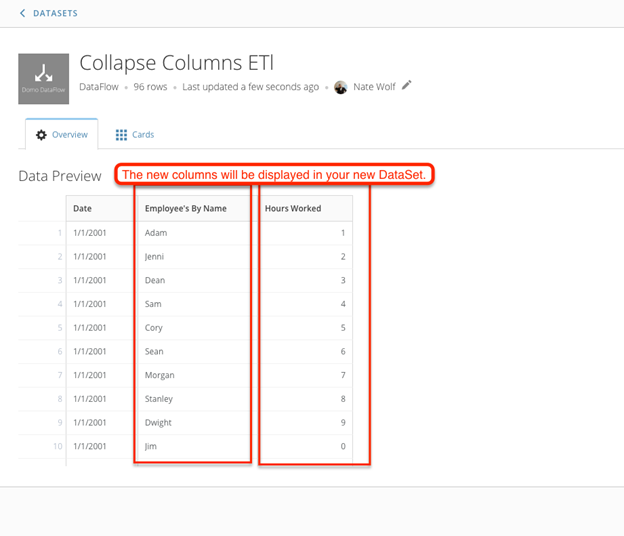 DATASETS
Collapse Columns ETl
Domo DataFlow
DataFlow • 96 rows • Last updated a few seconds ago • Nate Wolf
Overview Cards
Data Preview The new columns will be displayed in your new DataSet.
Date Employee's By Name Hours Worked
1 1/1/2001 Adam 1
2 1/1/2001 Jenni 2
3 1/1/2001 Dean 3
4 1/1/2001 Sam 4
5 1/1/2001 Cory 5
6 1/1/2001 Sean 6
7 1/1/2001 Morgan 7
8 1/1/2001 Stanley 8
9 1/1/2001 Dwight 9
10 1/1/2001 Jim 0